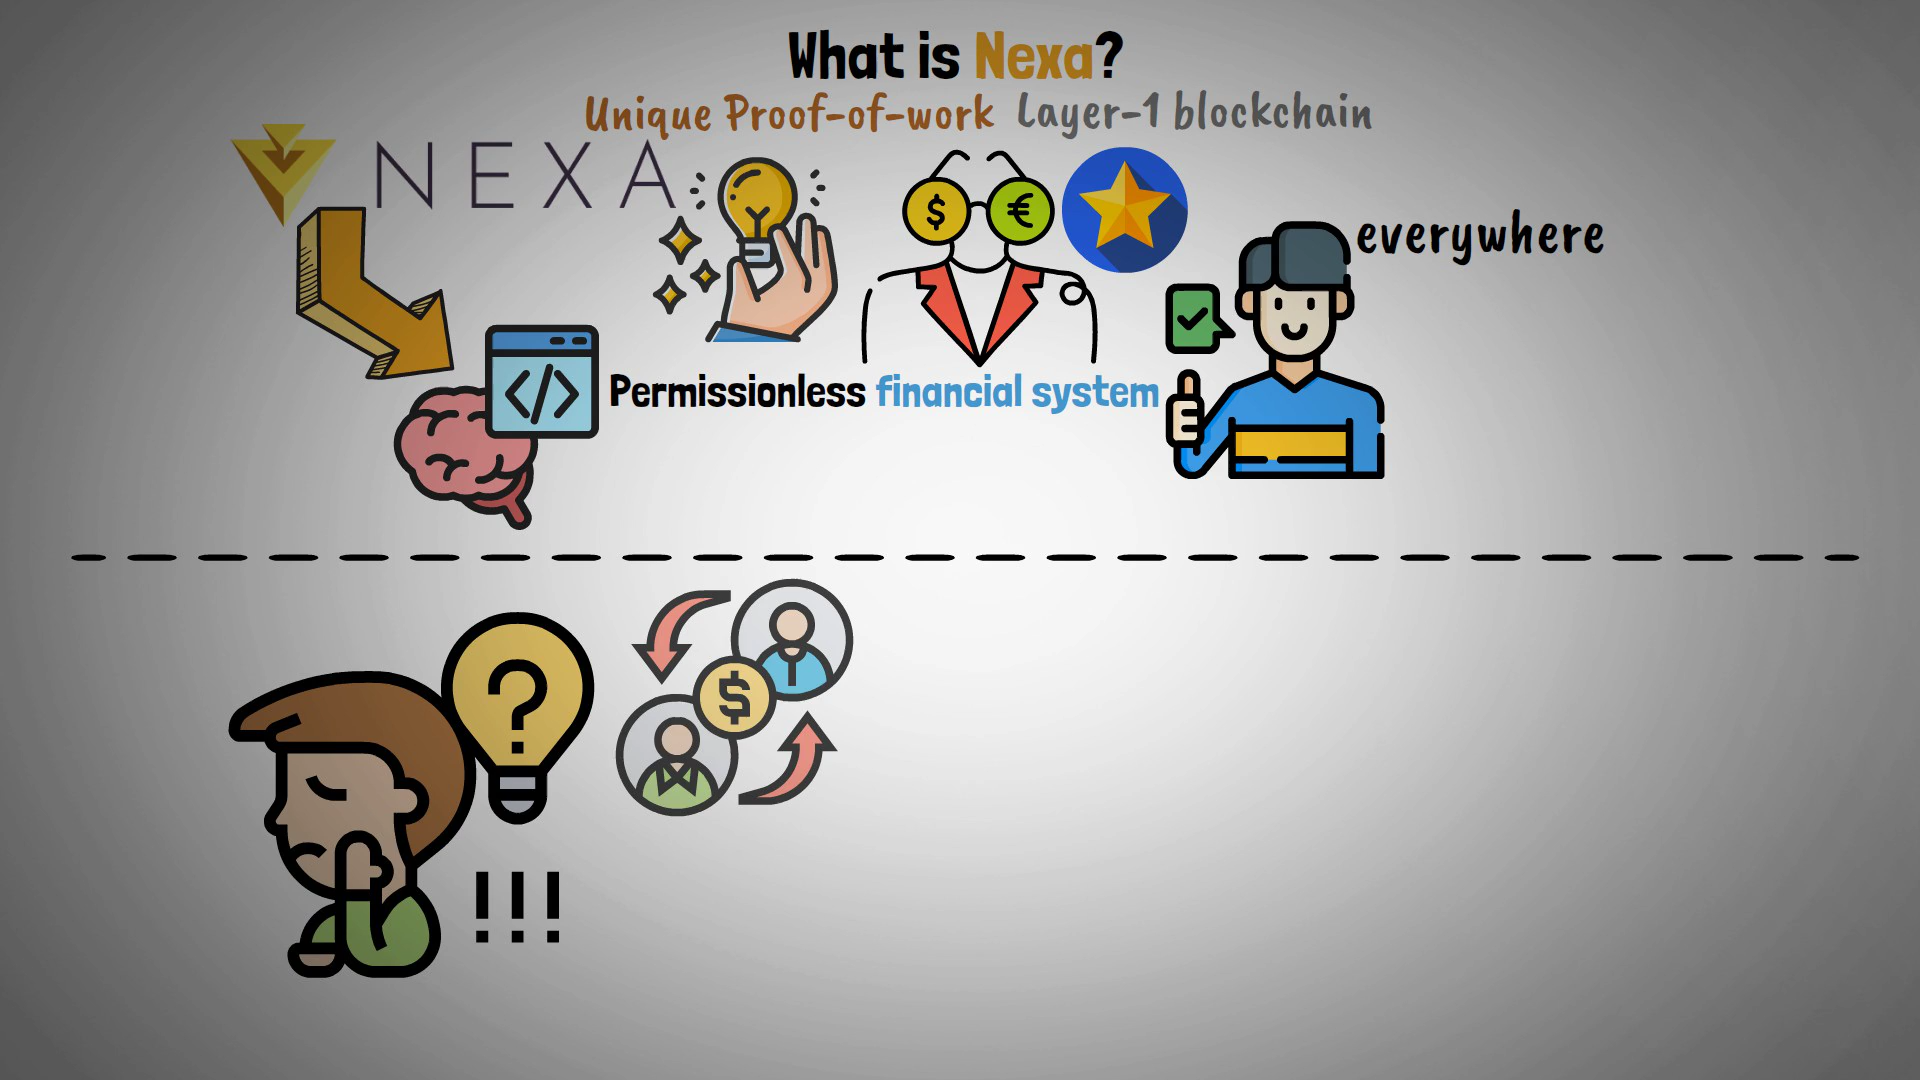 What is Nexa?
Unique Proof-of-work Layer-1 blockchain
NEXA
$ €
everywhere
</>
Permissionless financial system
?
$
!!!